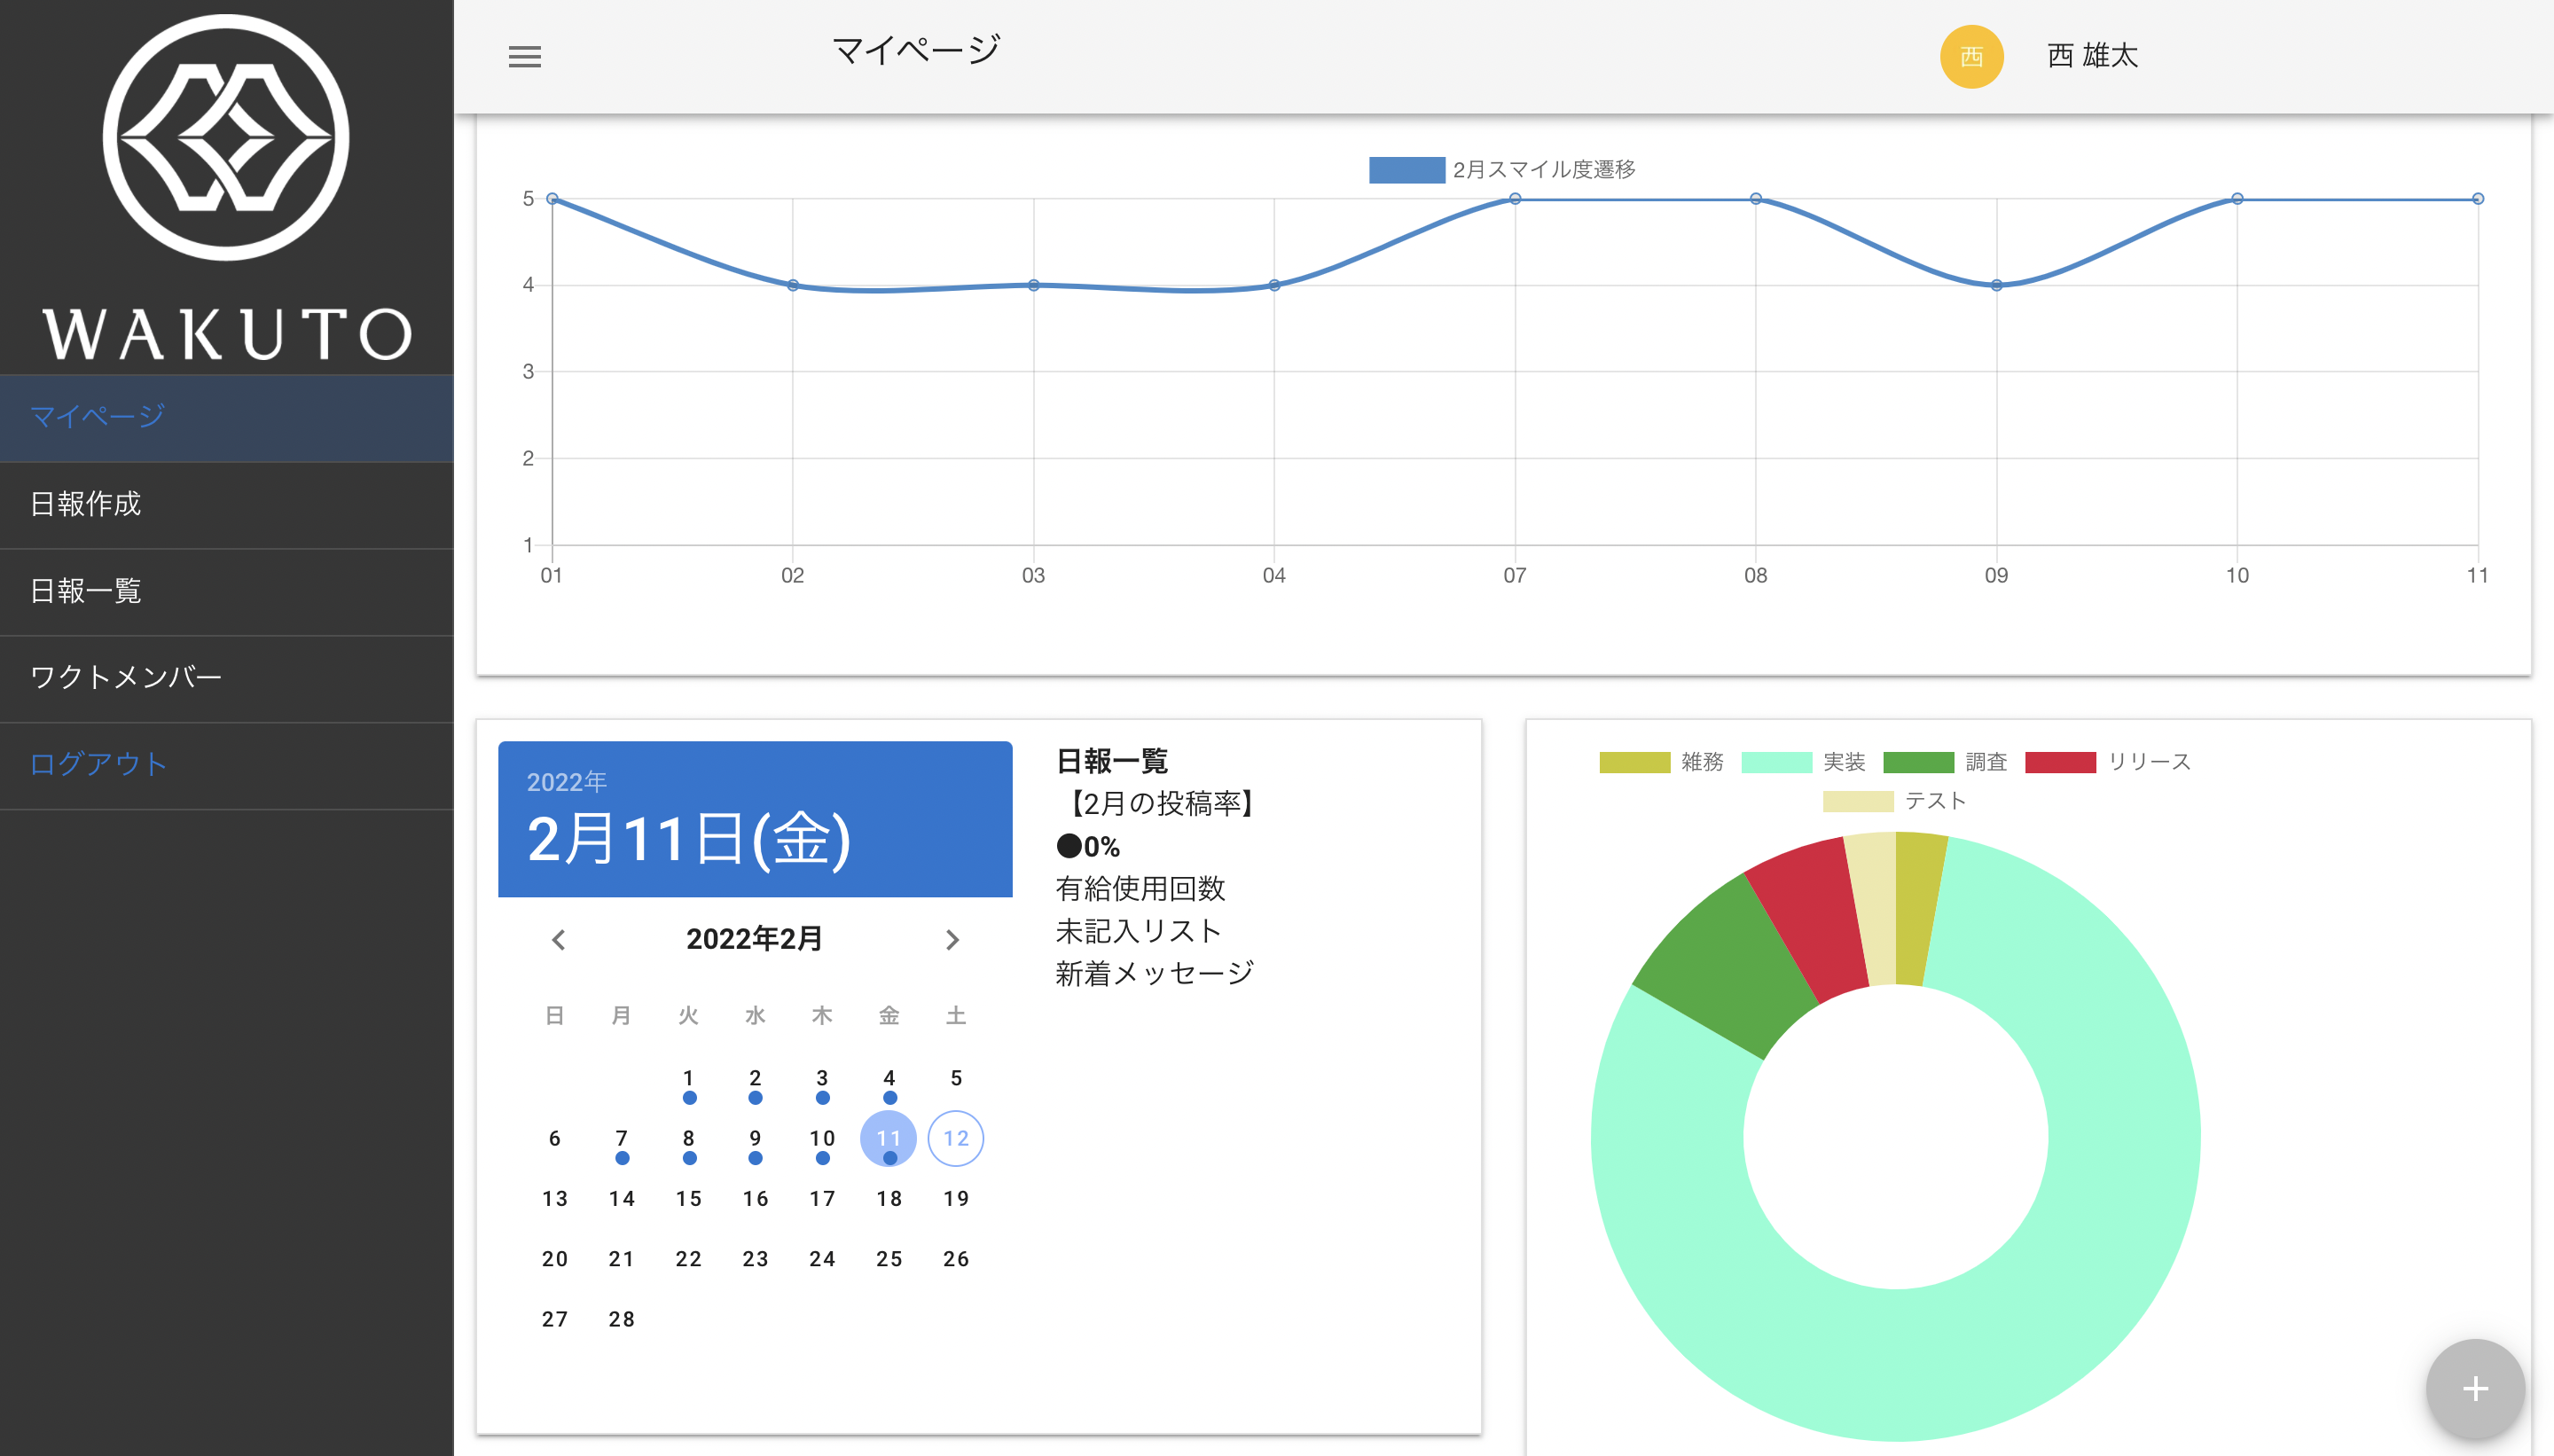 WAKUTO
マイページ
日報作成
日報一覧
ワクトメンバー
ログアウト
マイページ
西 西 雄太
2月スマイル度遷移
5
4
3
2
1
01 02 03 04 07 08 09 10 11
2022年
2月11日(金)
2022年2月
日 月 火 水 木 金 土
1 2 3 4 5
6 7 8 9 10 11 12
13 14 15 16 17 18 19
20 21 22 23 24 25 26
27 28
日報一覧
【2月の投稿率】
●0%
有給使用回数
未記入リスト
新着メッセージ
雑務 実装 調査 リリース
テスト
+